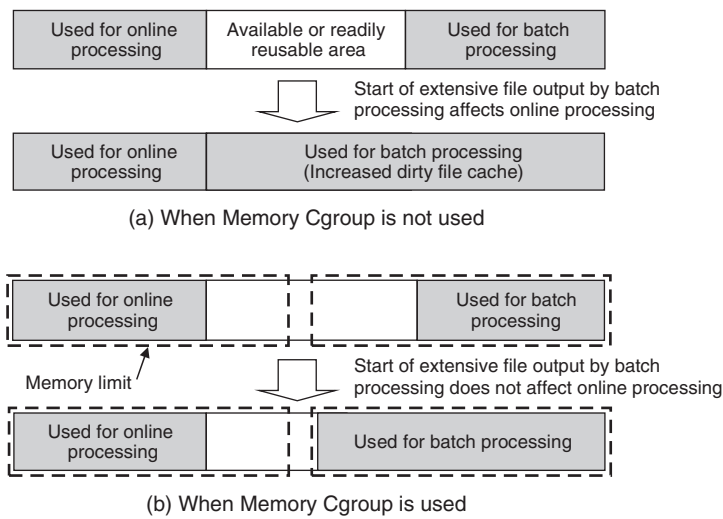 Used for online
processing
Available or readily
reusable area
Used for batch
processing
Start of extensive file output by batch
processing affects online processing
Used for online
processing
Used for batch processing
(Increased dirty file cache)
(a) When Memory Cgroup is not used
Used for online
processing
Used for batch
processing
Memory limit
Start of extensive file output by batch
processing does not affect online processing
Used for online
processing
Used for batch processing
(b) When Memory Cgroup is used